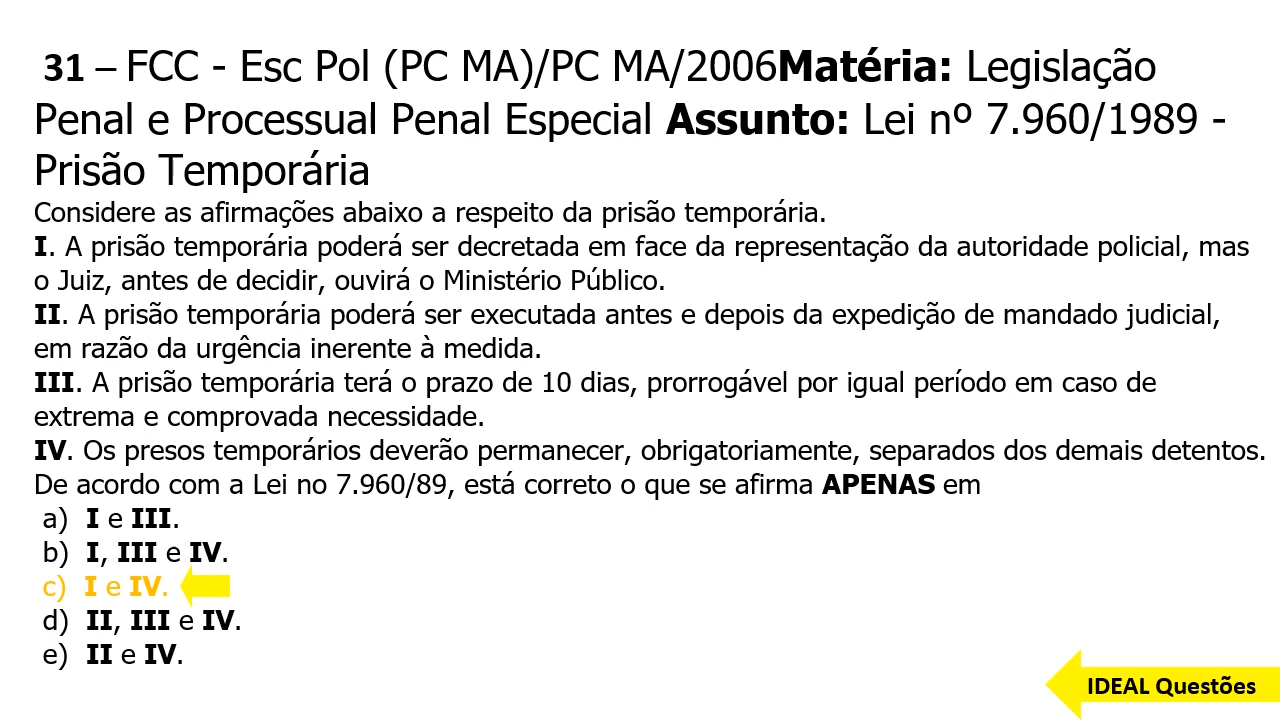 31 – FCC - Esc Pol (PC MA)/PC MA/2006Matéria: Legislação
Penal e Processual Penal Especial Assunto: Lei nº 7.960/1989 -
Prisão Temporária
Considere as afirmações abaixo a respeito da prisão temporária.
I. A prisão temporária poderá ser decretada em face da representação da autoridade policial, mas
o Juiz, antes de decidir, ouvirá o Ministério Público.
II. A prisão temporária poderá ser executada antes e depois da expedição de mandado judicial,
em razão da urgência inerente à medida.
III. A prisão temporária terá o prazo de 10 dias, prorrogável por igual período em caso de
extrema e comprovada necessidade.
IV. Os presos temporários deverão permanecer, obrigatoriamente, separados dos demais detentos.
De acordo com a Lei no 7.960/89, está correto o que se afirma APENAS em
a) I e III.
b) I, III e IV.
c) I e IV.
d) II, III e IV.
e) II e IV.
IDEAL Questões